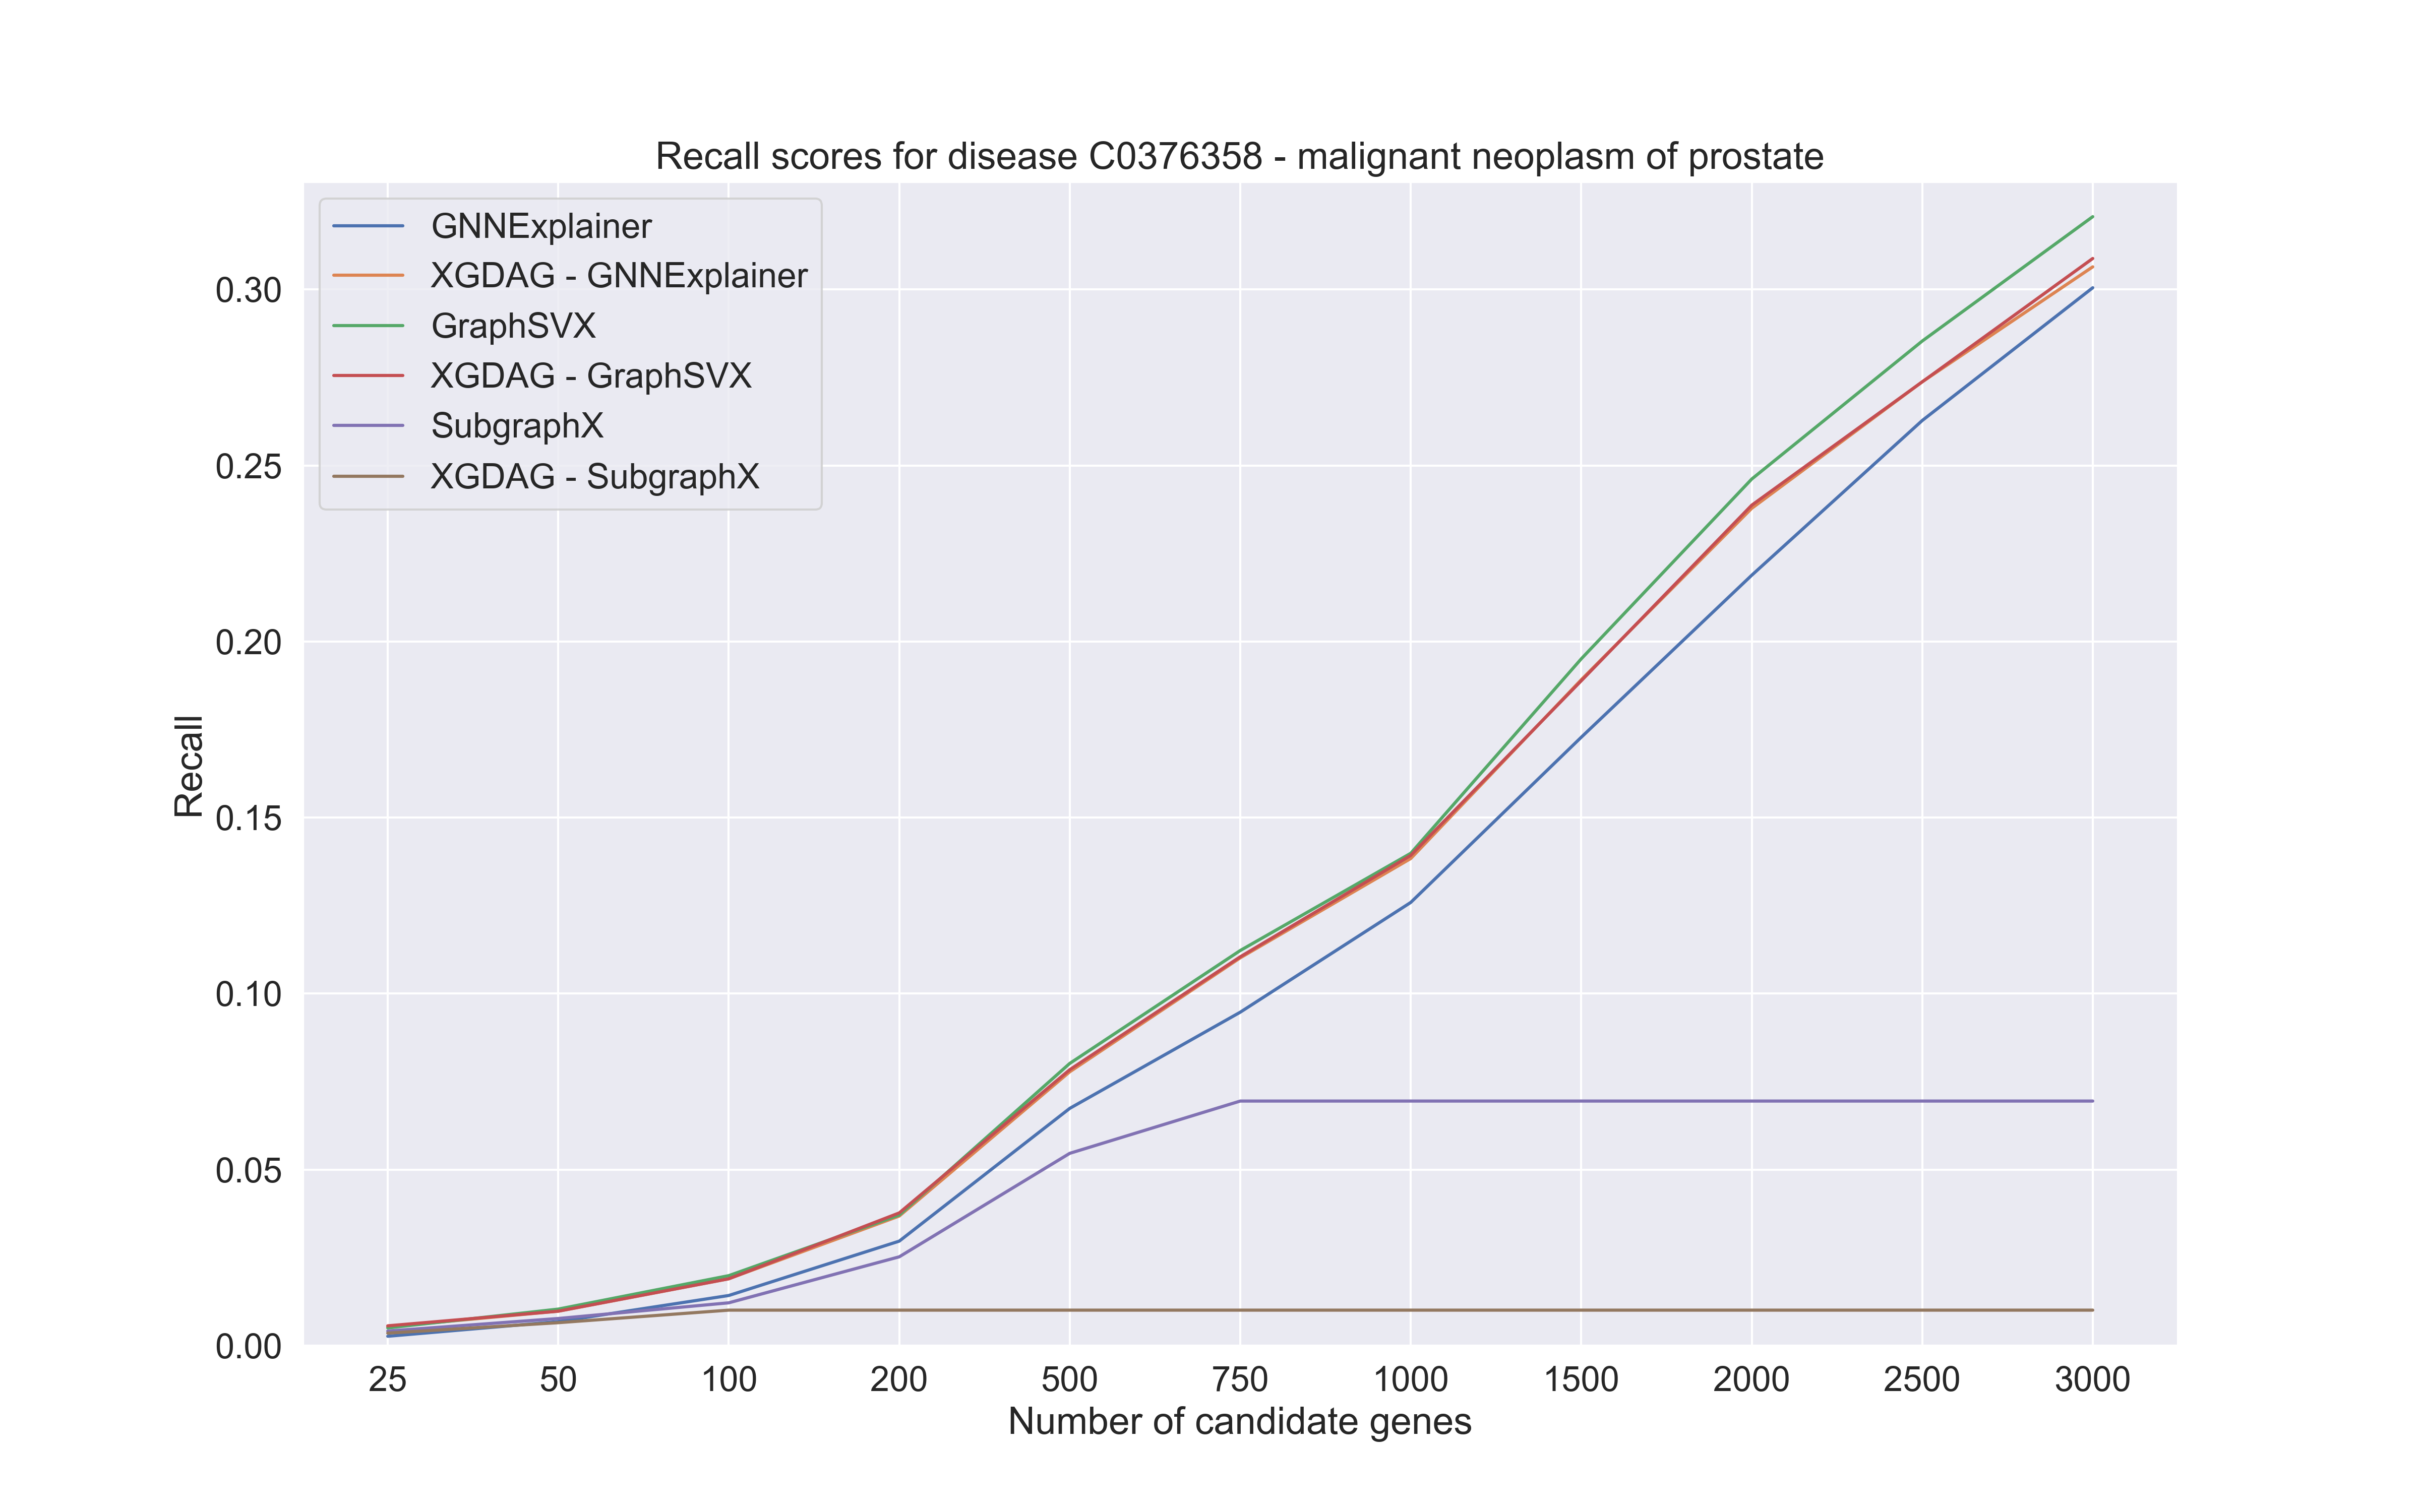 Recall scores for disease C0376358 - malignant neoplasm of prostate
GNNExplainer
XGDAG - GNNExplainer
GraphSVX
XGDAG - GraphSVX
SubgraphX
XGDAG - SubgraphX
0.30
0.25
0.20
0.15
0.10
0.05
0.00
Recall
25 50 100 200 500 750 1000 1500 2000 2500 3000
Number of candidate genes